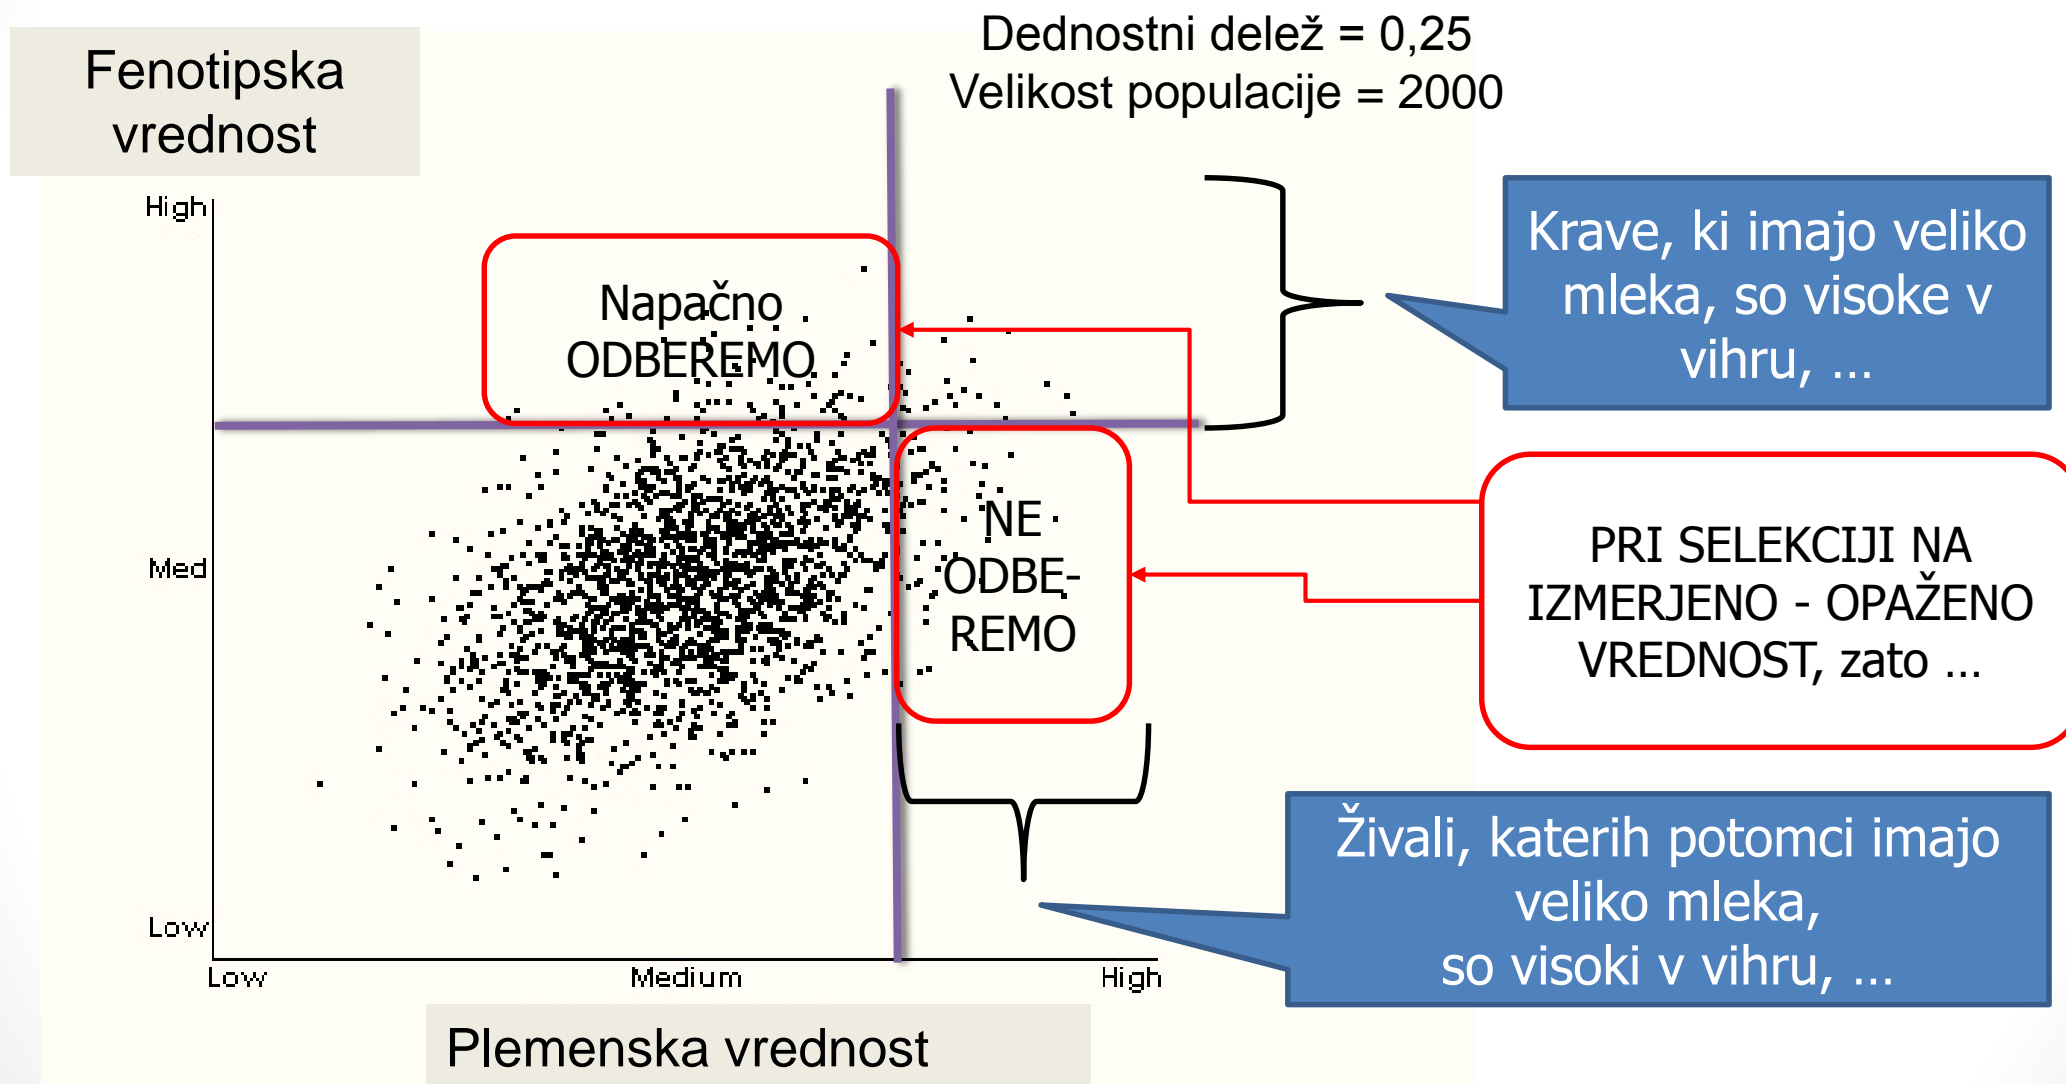 Dednostni delež = 0,25
Velikost populacije = 2000
Fenotipska
vrednost
High
Med
Low
Low
Medium
High
Plemenska vrednost
Napačno
ODBEREMO
NE
ODBE-
REMO
Krave, ki imajo veliko
mleka, so visoke v
vihru, …
PRI SELEKCIJI NA
IZMERJENO - OPAŽENO
VREDNOST, zato …
Živali, katerih potomci imajo
veliko mleka,
so visoki v vihru, …